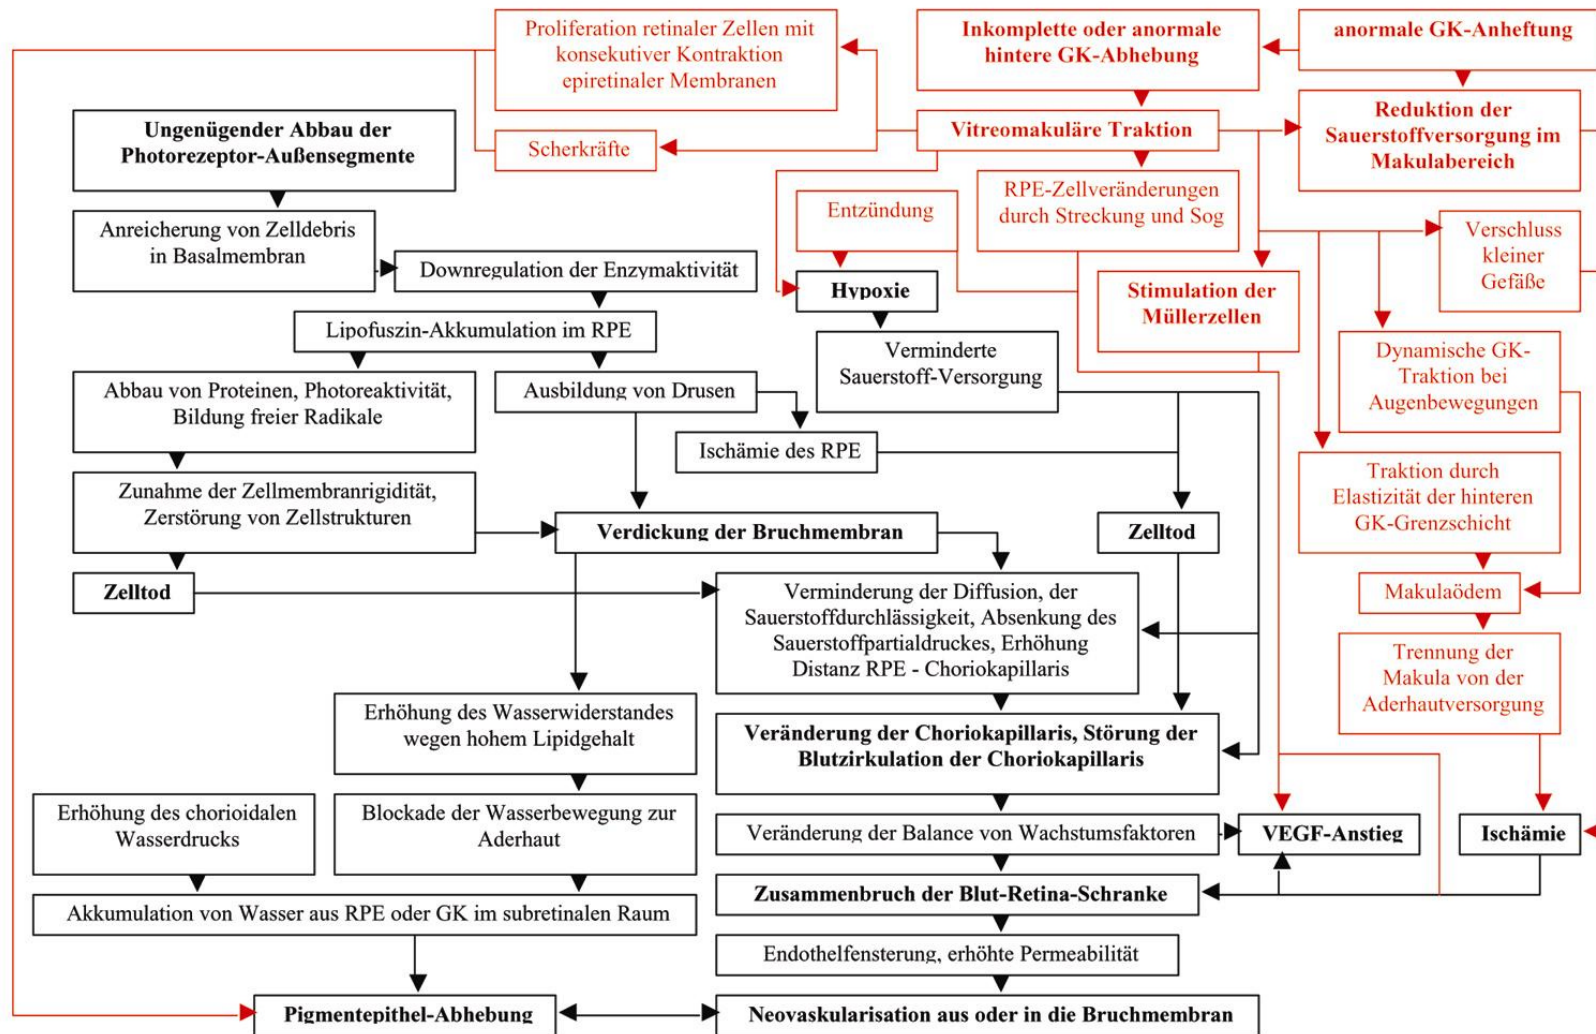 Proliferation retinaler Zellen mit
konsekutiver Kontraktion
epiretinaler Membranen
Inkomplette oder anormale
hintere GK-Abhebung
anormale GK-Anheftung
Ungenügender Abbau der
Photorezeptor-Außensegmente
Scherkräfte
Vitreomakuläre Traktion
Reduktion der
Sauerstoffversorgung im
Makulabereich
Anreicherung von Zelldebris
in Basalmembran
Entzündung
RPE-Zellveränderungen
durch Streckung und Sog
Verschluss
kleiner
Gefäße
Downregulation der Enzymaktivität
Hypoxie
Stimulation der
Müllerzellen
Lipofuszin-Akkumulation im RPE
Verminderte
Sauerstoff-Versorgung
Dynamische GK-
Traktion bei
Augenbewegungen
Abbau von Proteinen, Photoreaktivität,
Bildung freier Radikale
Ausbildung von Drusen
Ischämie des RPE
Traktion durch
Elastizität der hinteren
GK-Grenzschicht
Zunahme der Zellmembranrigidität,
Zerstörung von Zellstrukturen
Verdickung der Bruchmembran
Zelltod
Zelltod
Verminderung der Diffusion, der
Sauerstoffdurchlässigkeit, Absenkung des
Sauerstoffpartialdruckes, Erhöhung
Distanz RPE - Choriokapillaris
Makulaödem
Trennung der
Makula von der
Aderhautversorgung
Erhöhung des Wasserwiderstandes
wegen hohem Lipidgehalt
Veränderung der Choriokapillaris, Störung der
Blutzirkulation der Choriokapillaris
Erhöhung des chorioidalen
Wasserdrucks
Blockade der Wasserbewegung zur
Aderhaut
Veränderung der Balance von Wachstumsfaktoren
VEGF-Anstieg
Ischämie
Zusammenbruch der Blut-Retina-Schranke
Akkumulation von Wasser aus RPE oder GK im subretinalen Raum
Endothelfensterung, erhöhte Permeabilität
Pigmentepithel-Abhebung
Neovaskularisation aus oder in die Bruchmembran